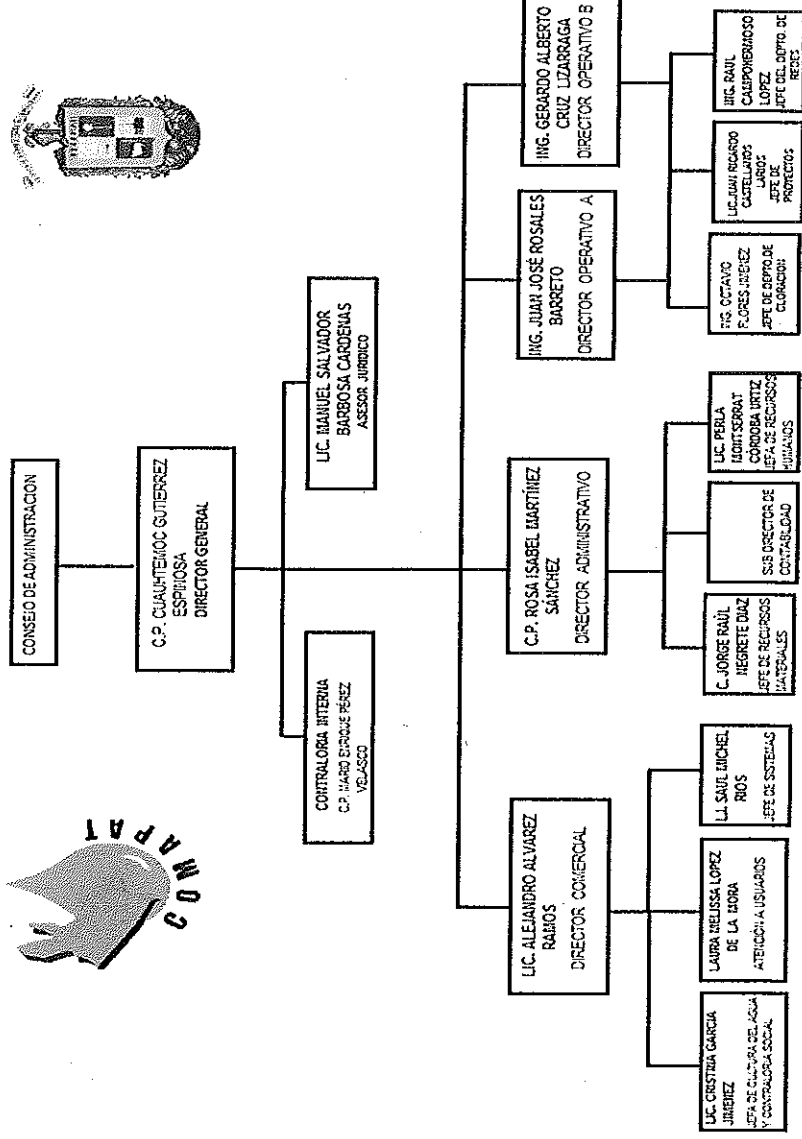 COMAPAT
CONSEJO DE ADMINISTRACION
C.P. CUAUHTEMOC GUTIERREZ
ESPINOSA
DIRECTOR GENERAL
CONTRALORIA INTERNA
C.P. MARIO ENRIQUE PÉREZ
VELASCO
LIC. MANUEL SALVADOR
BARBOSA CARDENAS
ASESOR JURIDICO
LIC. ALEJANDRO ALVAREZ
RAMOS
DIRECTOR COMERCIAL
C.P. ROSA ISABEL MARTÍNEZ
SÁNCHEZ
DIRECTOR ADMINISTRATIVO
ING. JUAN JOSÉ ROSALES
BARRETO
DIRECTOR OPERATIVO A
ING. GERARDO ALBERTO
CRUZ LIZARRAGA
DIRECTOR OPERATIVO B
LIC. CRISTINA GARCIA
JIMENEZ
JEFA DE CULTURA DEL AGUA
Y CONTRALORIA SOCIAL
LAURA MELISSA LOPEZ
DE LA MORA
ATENCIÓN A USUARIOS
L.I. SAUL MICHEL
RIOS
JEFE DE SISTEMAS
C. JORGE RAÚL
NEGRETE DIAZ
JEFE DE RECURSOS
MATERIALES
SUB DIRECTOR DE
CONTABILIDAD
LIC. PERLA
MONTSERRAT
CÓRDOBA URTIZ
JEFA DE RECURSOS
HUMANOS
ING. OCTAVIO
FLORES JIMENEZ
JEFE DE DEPTO. DE
CLORACION
LIC. JUAN RICARDO
CASTELLANOS
LARIOS
JEFE DE
PROYECTOS
ING. RAUL
CAMPOHERMOSO
LOPEZ
JEFE DEL DEPTO. DE
REDES